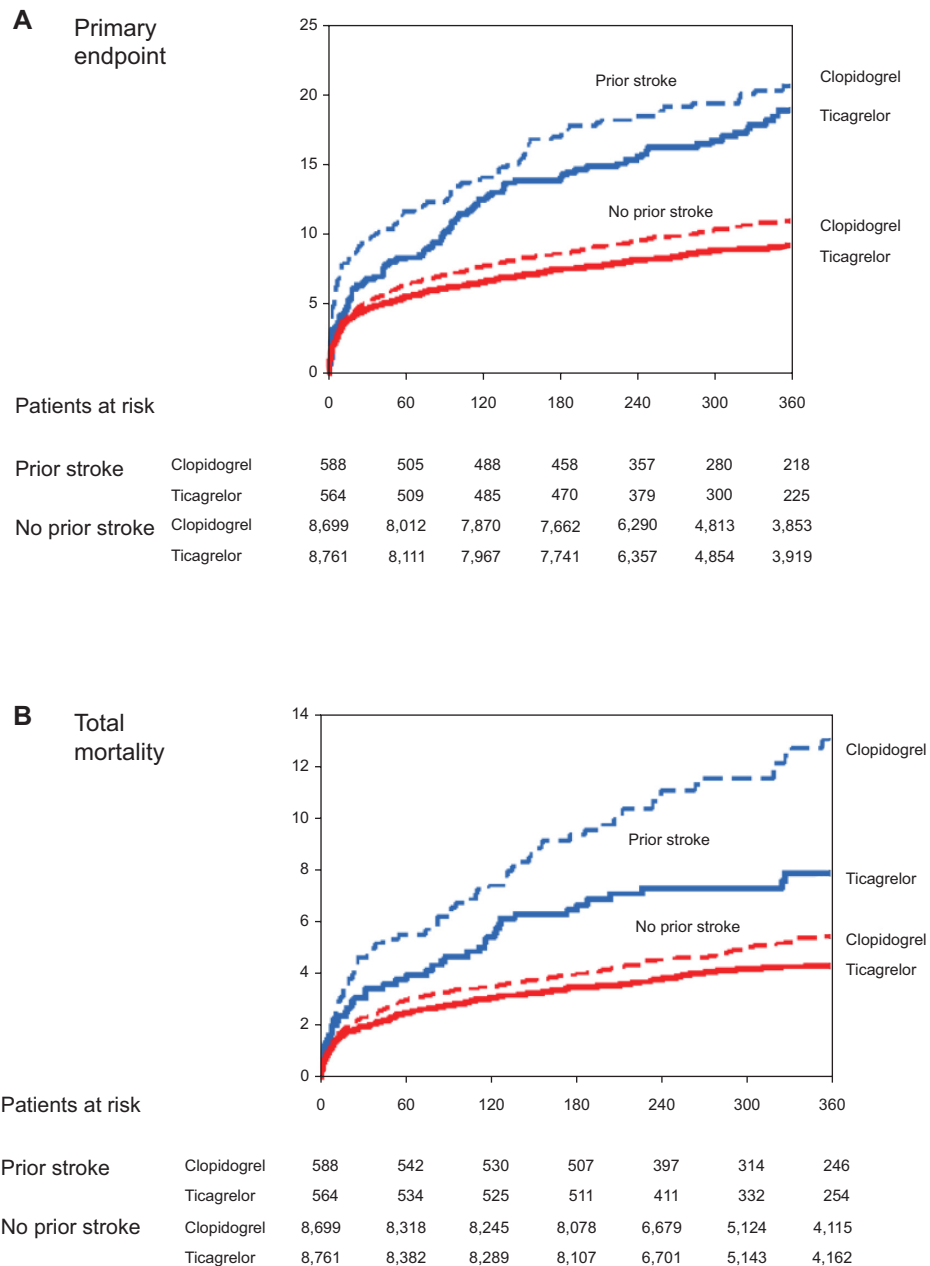 A Primary
endpoint
25
20
15
10
5
0
Prior stroke
No prior stroke
Clopidogrel
Ticagrelor
Clopidogrel
Ticagrelor
Patients at risk 0 60 120 180 240 300 360
Prior stroke Clopidogrel 588 505 488 458 357 280 218
Ticagrelor 564 509 485 470 379 300 225
No prior stroke Clopidogrel 8,699 8,012 7,870 7,662 6,290 4,813 3,853
Ticagrelor 8,761 8,111 7,967 7,741 6,357 4,854 3,919
B Total
mortality
14
12
10
8
6
4
2
0
Prior stroke
No prior stroke
Clopidogrel
Ticagrelor
Clopidogrel
Ticagrelor
Patients at risk 0 60 120 180 240 300 360
Prior stroke Clopidogrel 588 542 530 507 397 314 246
Ticagrelor 564 534 525 511 411 332 254
No prior stroke Clopidogrel 8,699 8,318 8,245 8,078 6,679 5,124 4,115
Ticagrelor 8,761 8,382 8,289 8,107 6,701 5,143 4,162